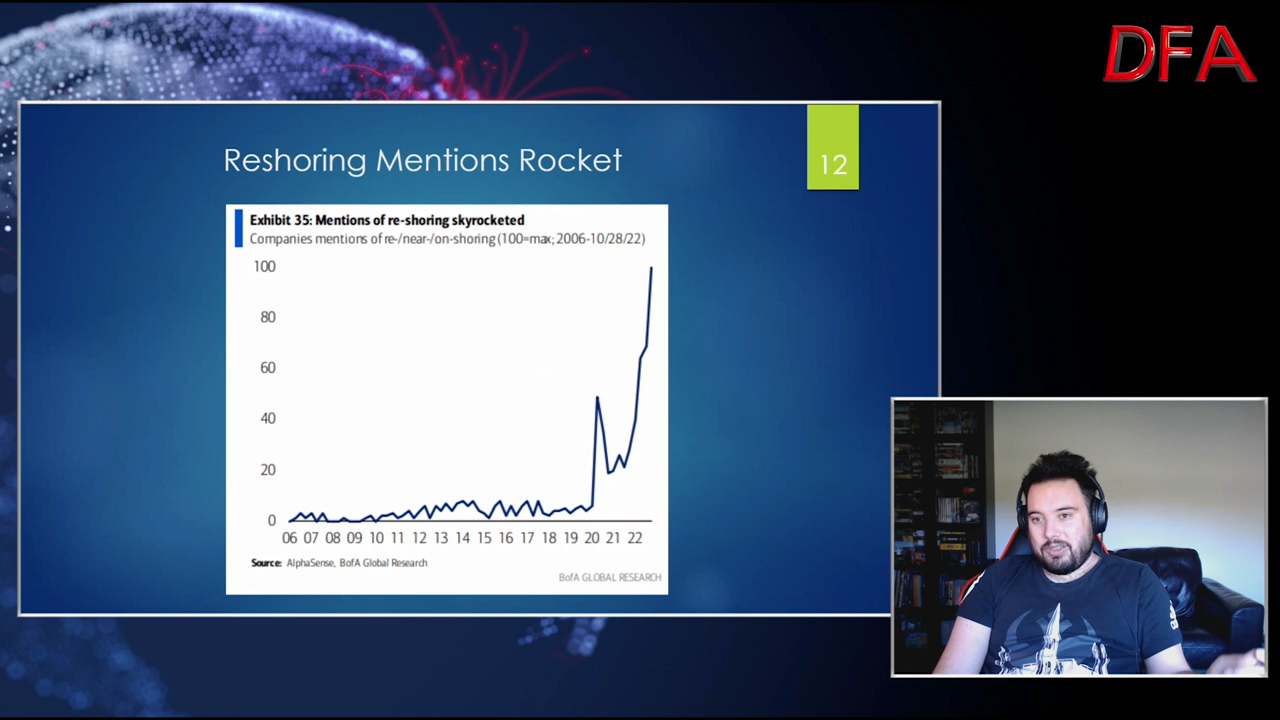 DFA
Reshoring Mentions Rocket
12
Exhibit 35: Mentions of re-shoring skyrocketed
Companies mentions of re-/near-/on-shoring (100=max; 2006-10/28/22)
100
80
60
40
20
0
06 07 08 09 10 11 12 13 14 15 16 17 18 19 20 21 22
Source: AlphaSense, BofA Global Research
BofA GLOBAL RESEARCH